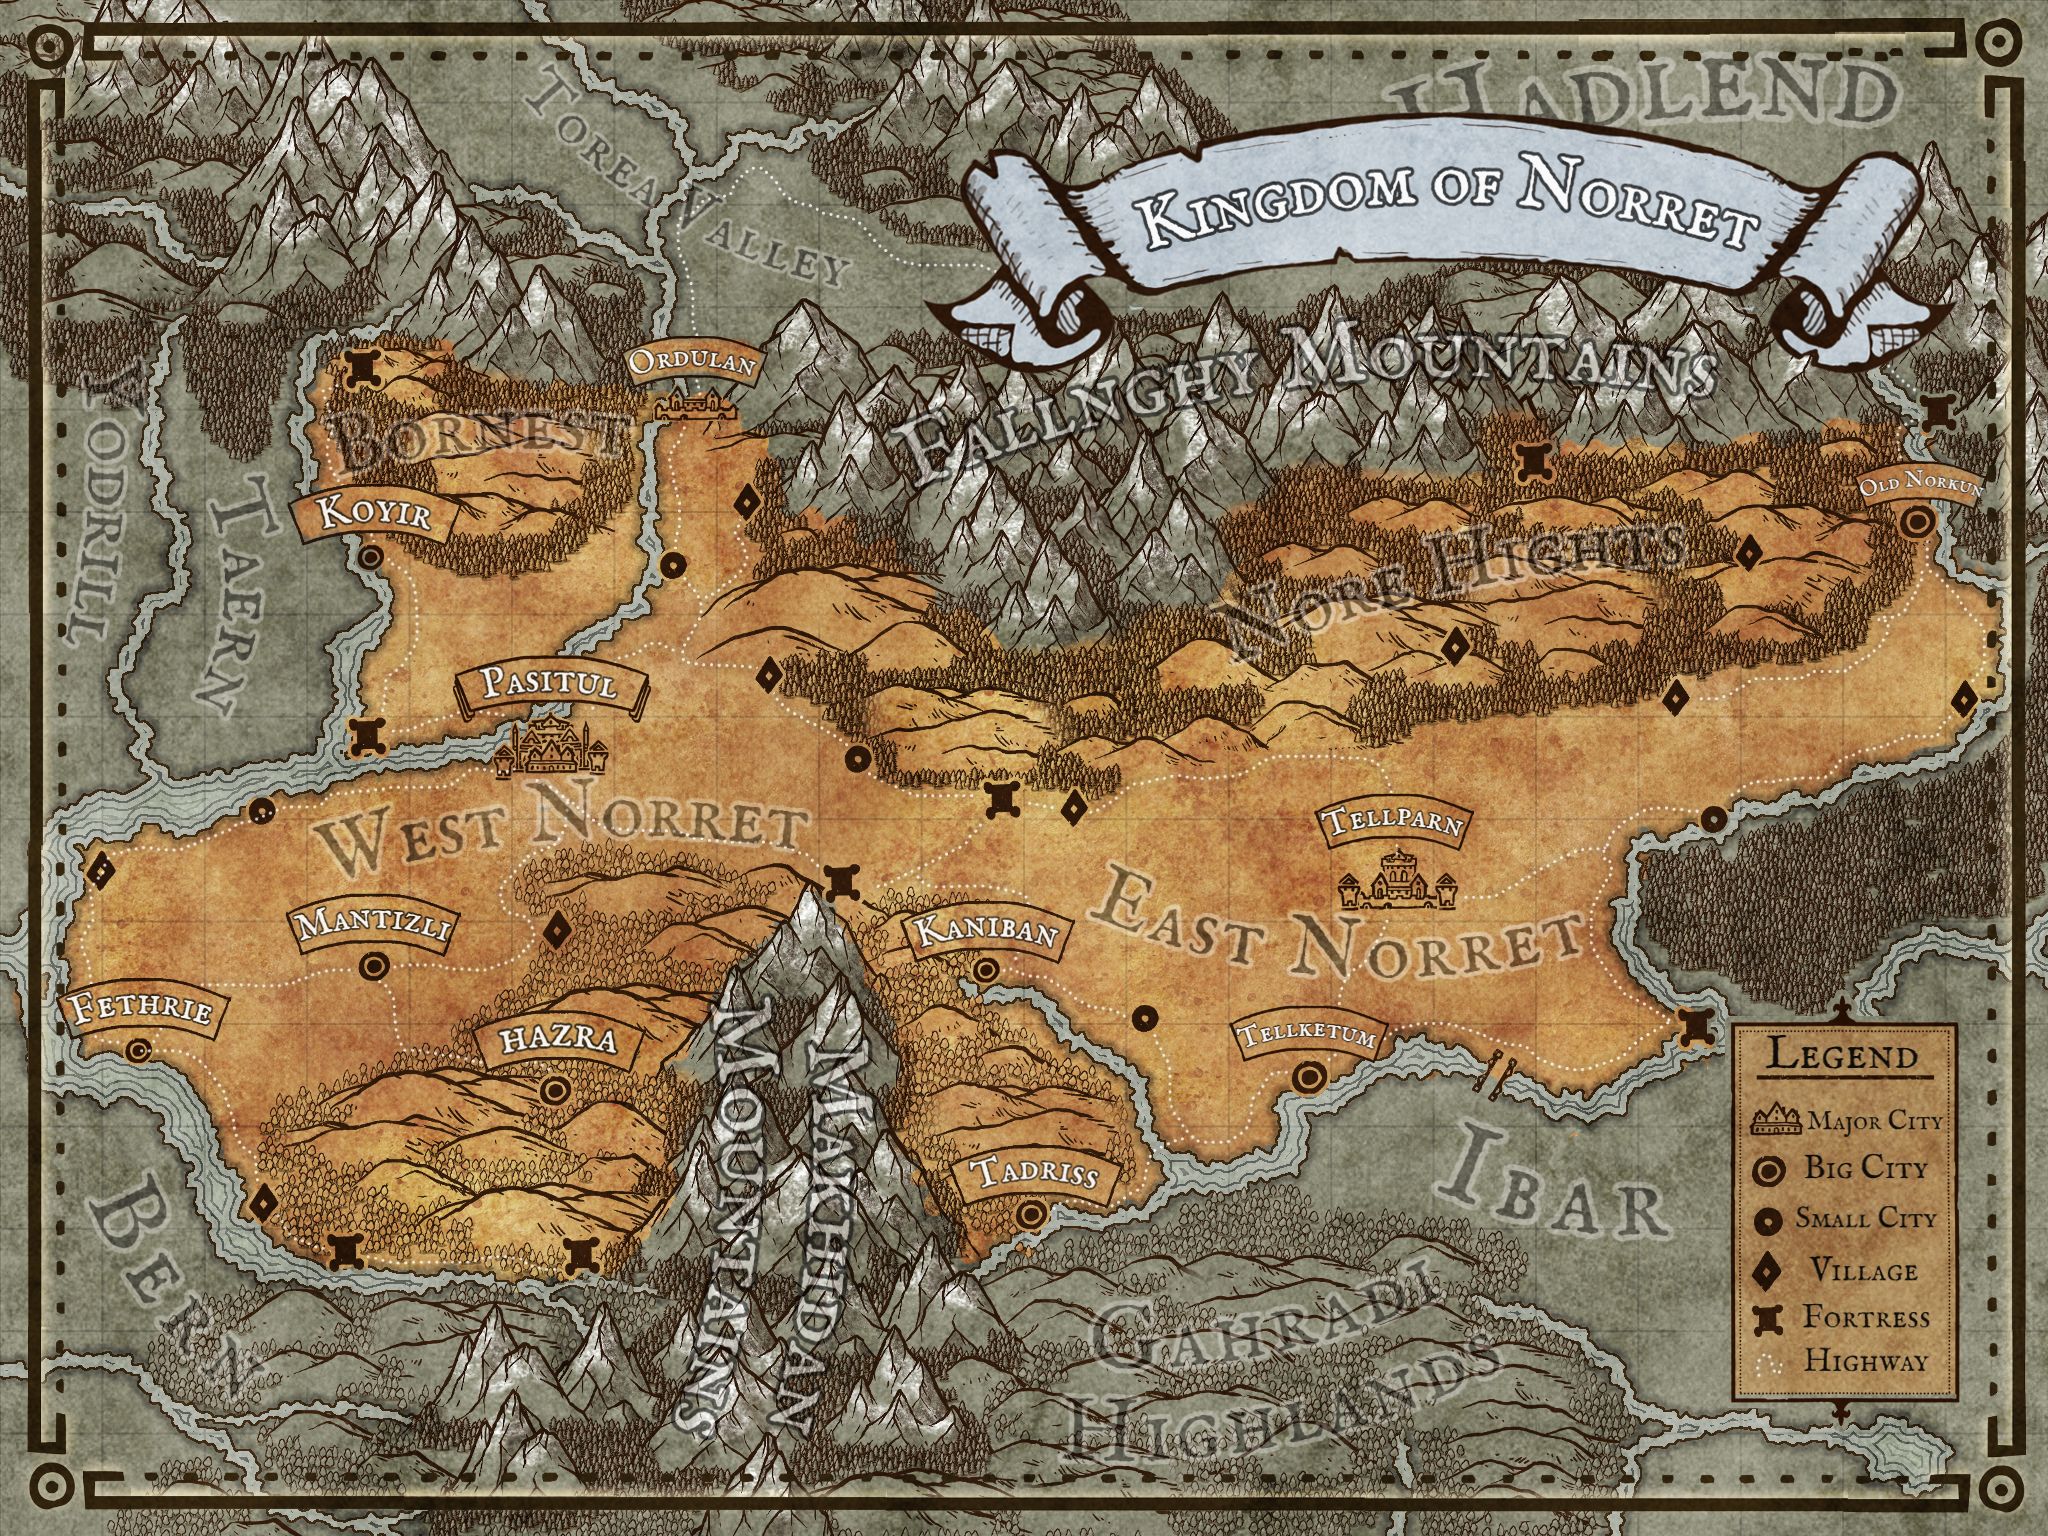 Hadlend
Torea Valley
Kingdom of Norret
Ordulan
Fallnghy Mountains
Yodrill
Taern
Bornest
Koyir
Old Norkun
Nore Hights
Pasitul
West Norret
Tellparn
East Norret
Mantizli
Kaniban
Fethrie
Hazra
Tellketum
Makhdan
Mountains
Tadriss
Ibar
Bern
Gahradi
Highlands
Legend
Major City
Big City
Small City
Village
Fortress
Highway